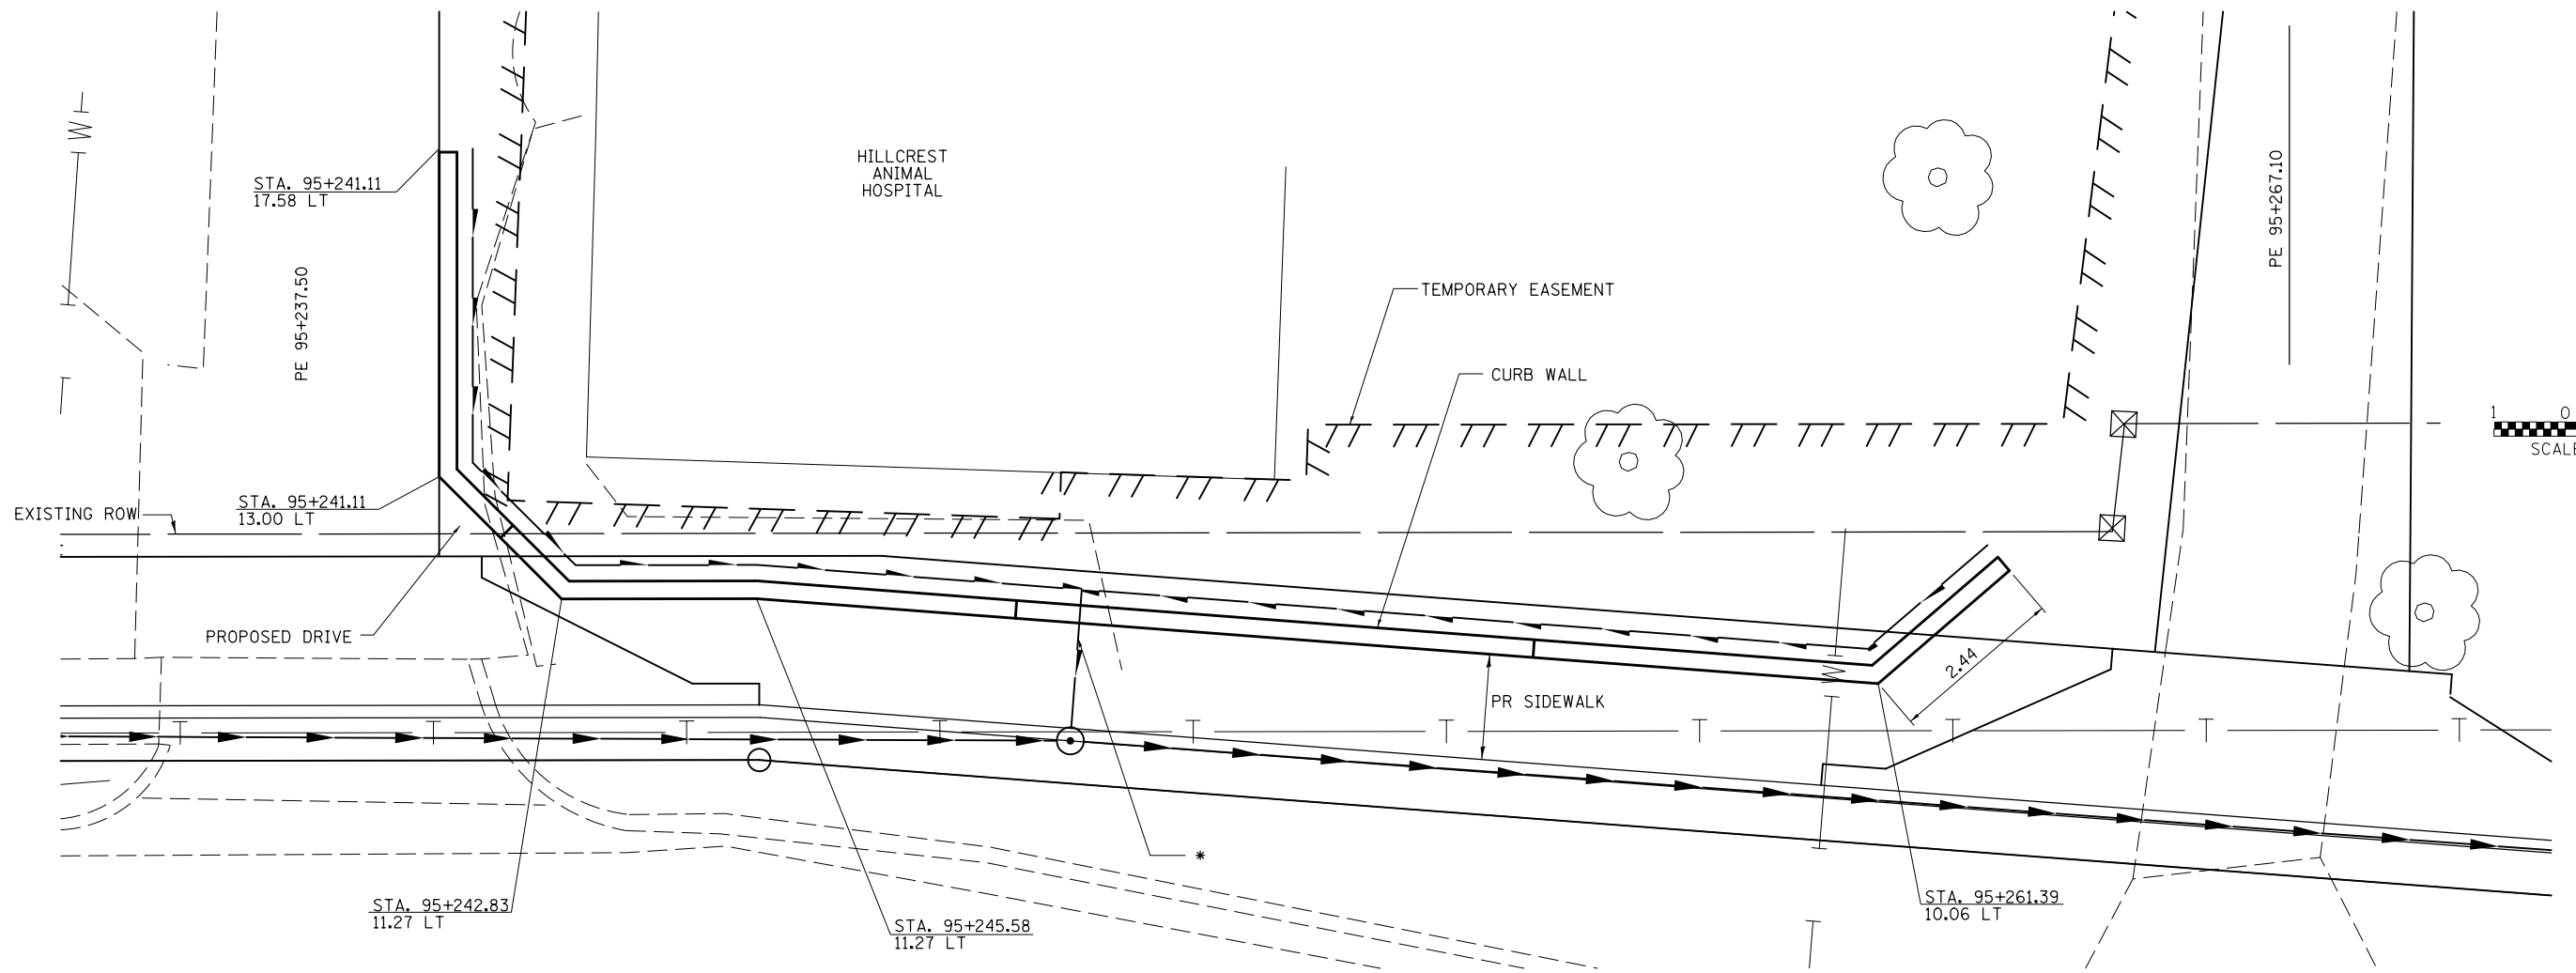 HILLCREST
ANIMAL
HOSPITAL
STA. 95+241.11
17.58 LT
PE 95+237.50
PE 95+267.10
TEMPORARY EASEMENT
CURB WALL
1 0
SCALE
STA. 95+241.11
13.00 LT
EXISTING ROW
PROPOSED DRIVE
2.44
PR SIDEWALK
W
W
T T T T T T T T T T
*
STA. 95+242.83
11.27 LT
STA. 95+245.58
11.27 LT
STA. 95+261.39
10.06 LT